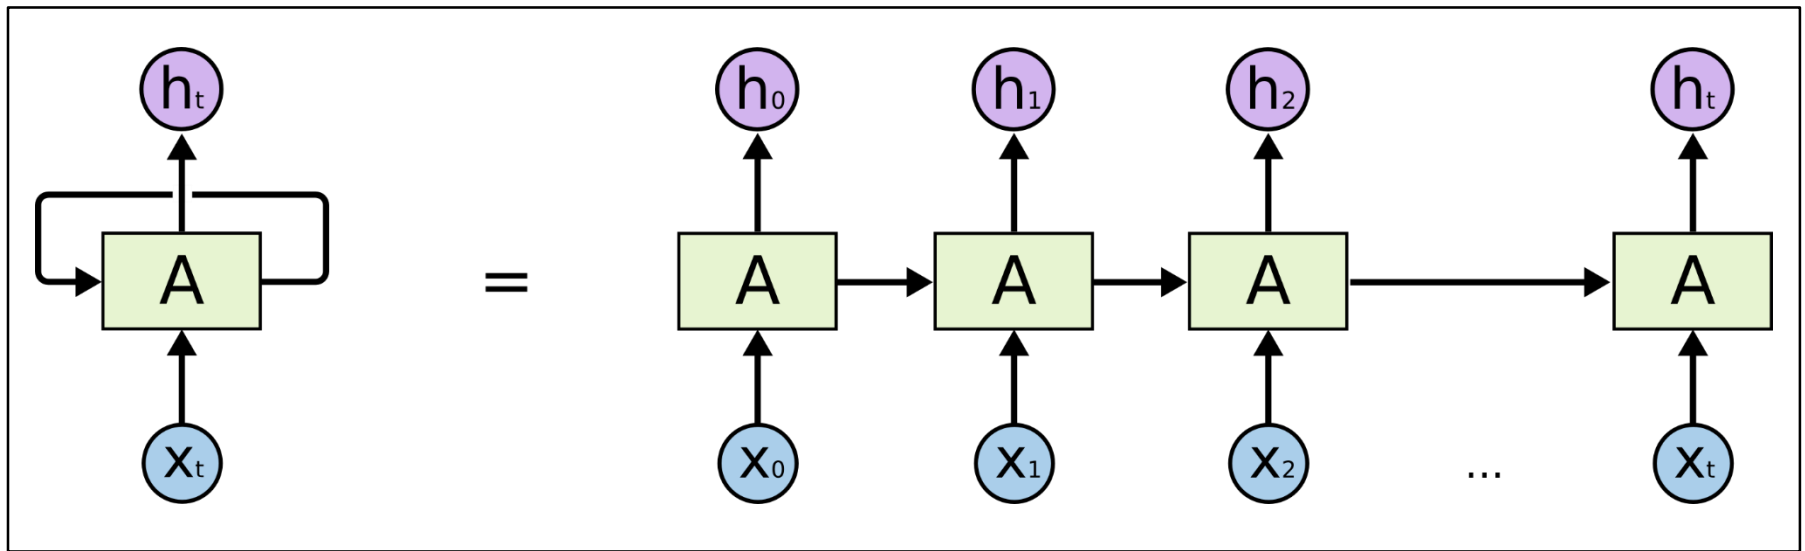 hₜ h₀ h₁ h₂ hₜ
A = A A A A
xₜ x₀ x₁ x₂ ... xₜ